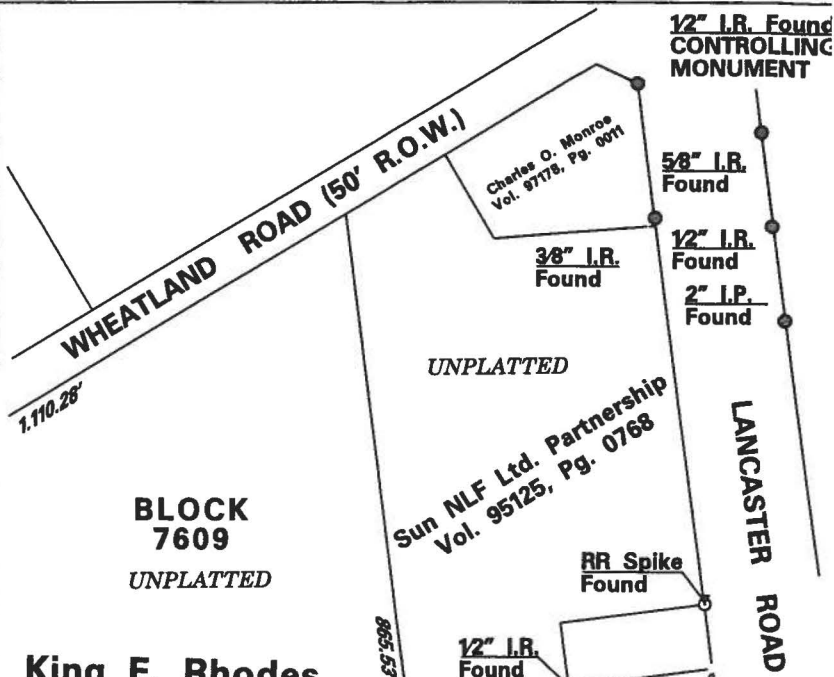 1/2" I.R. Found
CONTROLLING
MONUMENT
Charles O. Monroe
Vol. 97178, Pg. 0011
5/8" I.R.
Found
WHEATLAND ROAD (50' R.O.W.)
3/8" I.R.
Found
1/2" I.R.
Found
2" I.P.
Found
UNPLATTED
1.110.28'
Sun NLF Ltd. Partnership
Vol. 95125, Pg. 0768
LANCASTER ROAD
BLOCK
7609
UNPLATTED
RR Spike
Found
865.53
1/2" I.R.
Found
King E. Rhodes